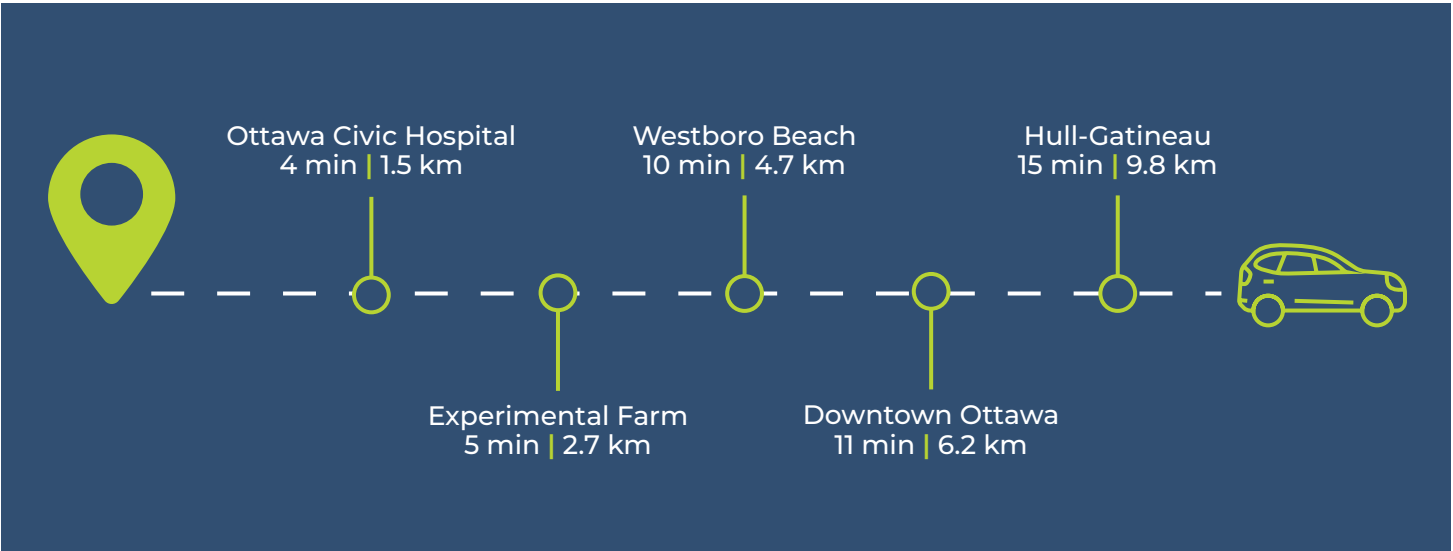 Ottawa Civic Hospital
4 min | 1.5 km
Experimental Farm
5 min | 2.7 km
Westboro Beach
10 min | 4.7 km
Downtown Ottawa
11 min | 6.2 km
Hull-Gatineau
15 min | 9.8 km